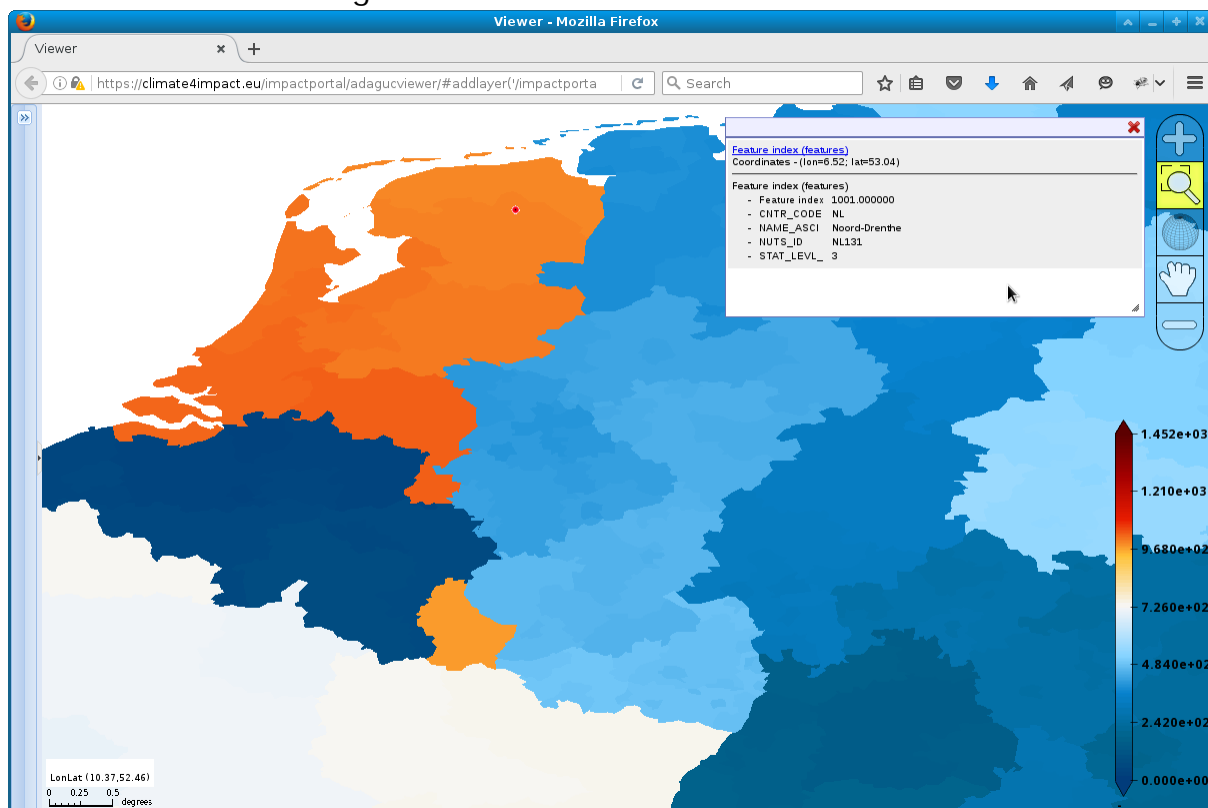 Viewer - Mozilla Firefox
Viewer
https://climate4impact.eu/impactportal/adagucviewer/#addlayer('/impactporta
Search
Feature index (features)
Coordinates - (lon=6.52; lat=53.04)
Feature index (features)
- Feature index 1001.000000
- CNTR_CODE NL
- NAME_ASCI Noord-Drenthe
- NUTS_ID NL131
- STAT_LEVL_ 3
1.452e+03
1.210e+03
9.680e+02
7.260e+02
4.840e+02
2.420e+02
0.000e+00
LonLat (10.37,52.46)
0 0.25 0.5
degrees